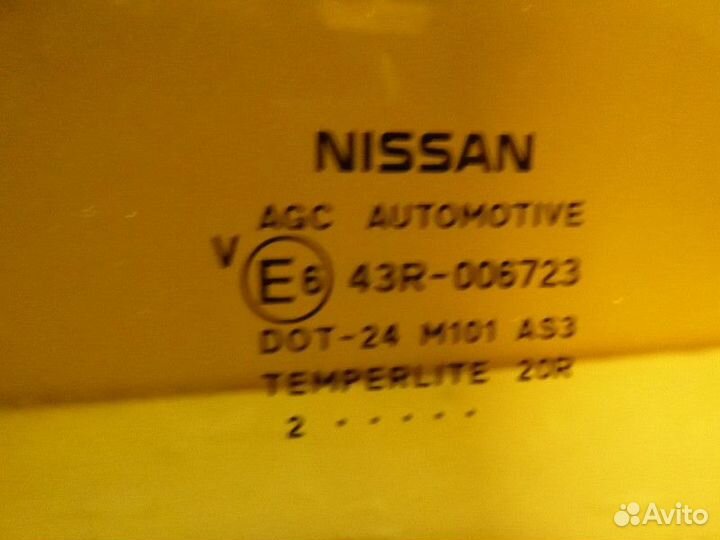 NISSAN
AGC AUTOMOTIVE
V E6 43R-006723
DOT-24 M101 AS3
TEMPERLITE 20R
2 · · · · ·
Avito